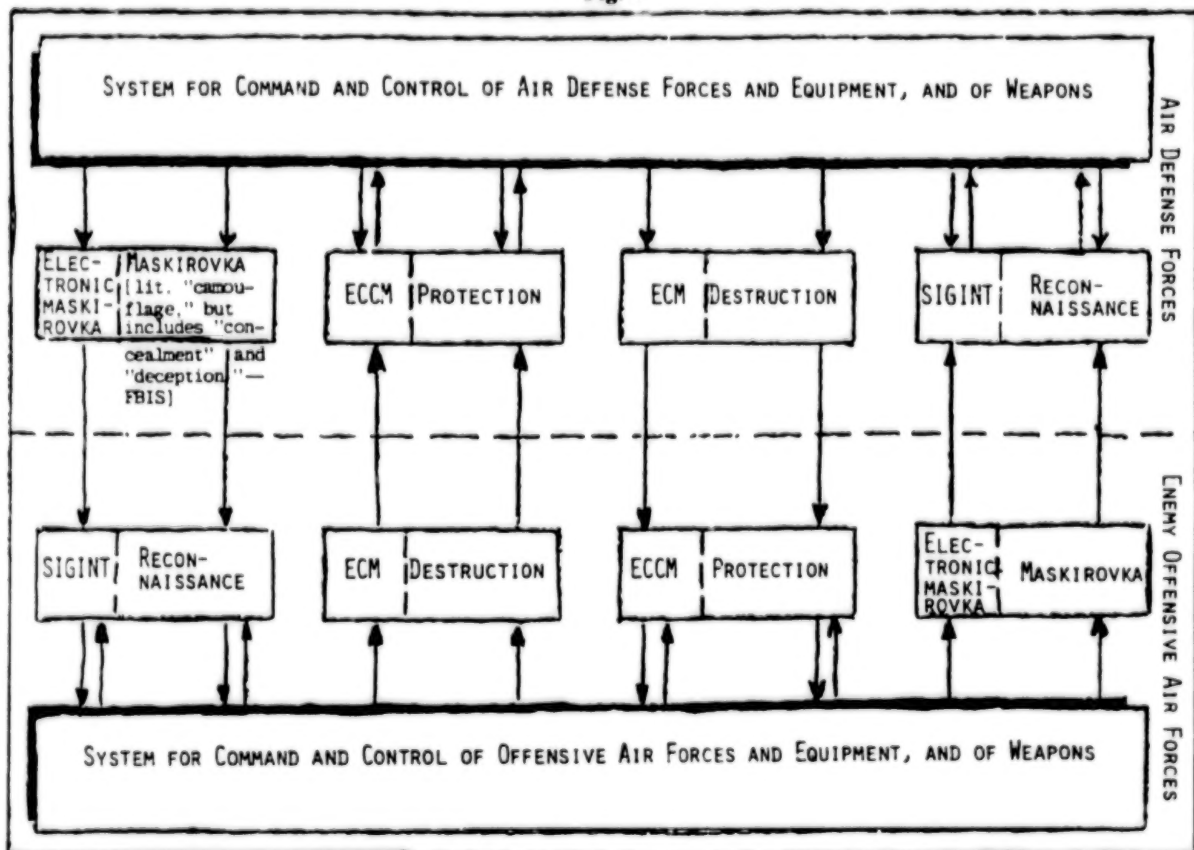 SYSTEM FOR COMMAND AND CONTROL OF AIR DEFENSE FORCES AND EQUIPMENT, AND OF WEAPONS
AIR DEFENSE FORCES
ELEC-
TRONIC
MASKI-
ROVKA
MASKIROVKA
[lit. "camou-
flage," but
includes "con-
cealment" and
"deception"—
FBIS]
ECCM
PROTECTION
ECM
DESTRUCTION
SIGINT
RECON-
NAISSANCE
ENEMY OFFENSIVE AIR FORCES
SIGINT
RECON-
NAISSANCE
ECM
DESTRUCTION
ECCM
PROTECTION
ELEC-
TRONIC
MASKI-
ROVKA
MASKIROVKA
SYSTEM FOR COMMAND AND CONTROL OF OFFENSIVE AIR FORCES AND EQUIPMENT, AND OF WEAPONS